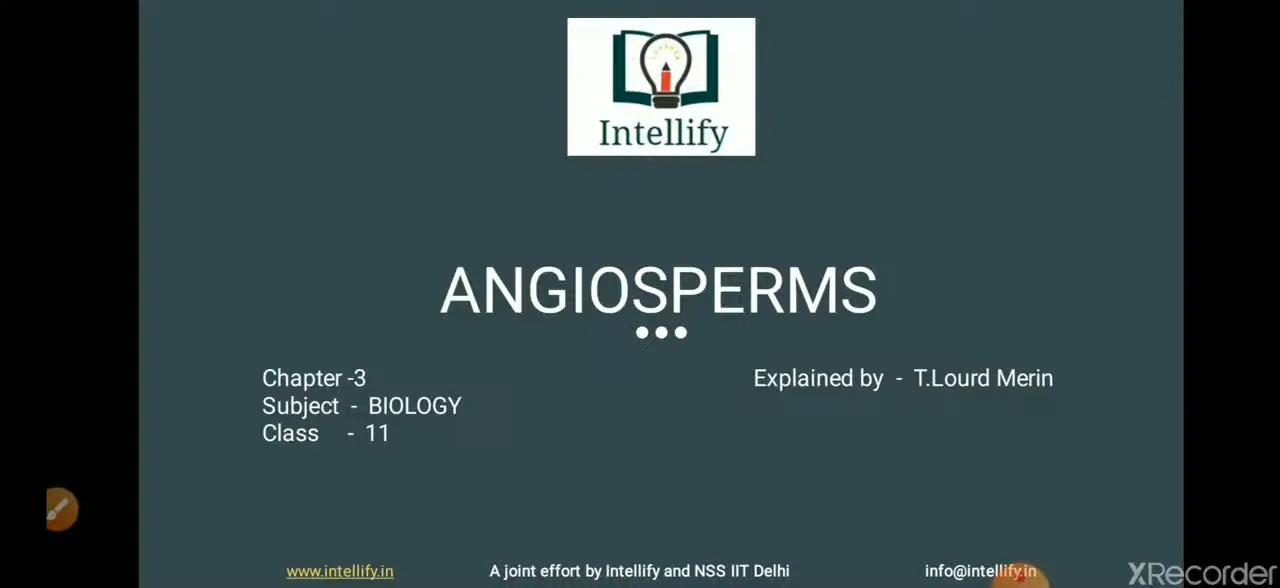 Intellify
ANGIOSPERMS
Chapter -3
Subject - BIOLOGY
Class - 11
Explained by - T.Lourd Merin
www.intellify.in
A joint effort by Intellify and NSS IIT Delhi
info@intellify.in
XRecorder